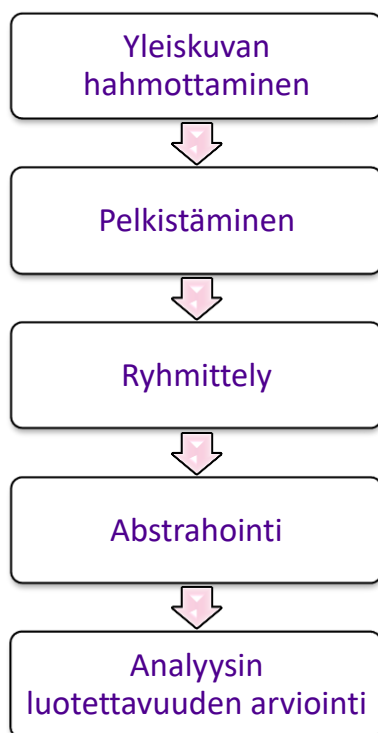 Yleiskuvan
hahmottaminen
Pelkistäminen
Ryhmittely
Abstrahointi
Analyysin
luotettavuuden arviointi